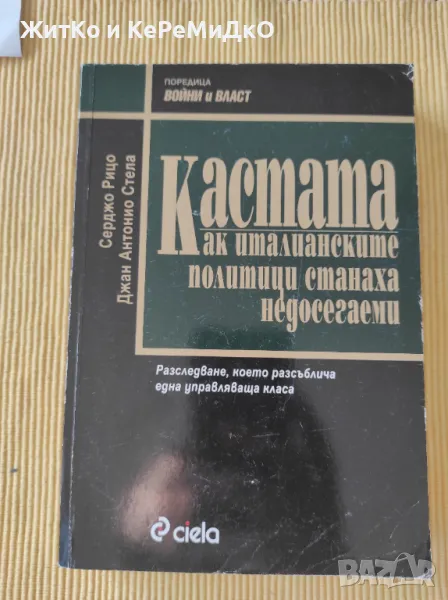 ЖитКо и КеРеМиДкО
ПОРЕДИЦА
ВОЙНИ и ВЛАСТ
Серджо Рицо
Джан Антонио Стела
Кастата
Как италианските
политици станаха
недосегаеми
Разследване, което разсъблича
една управляваща класа
ciela
BAZAR